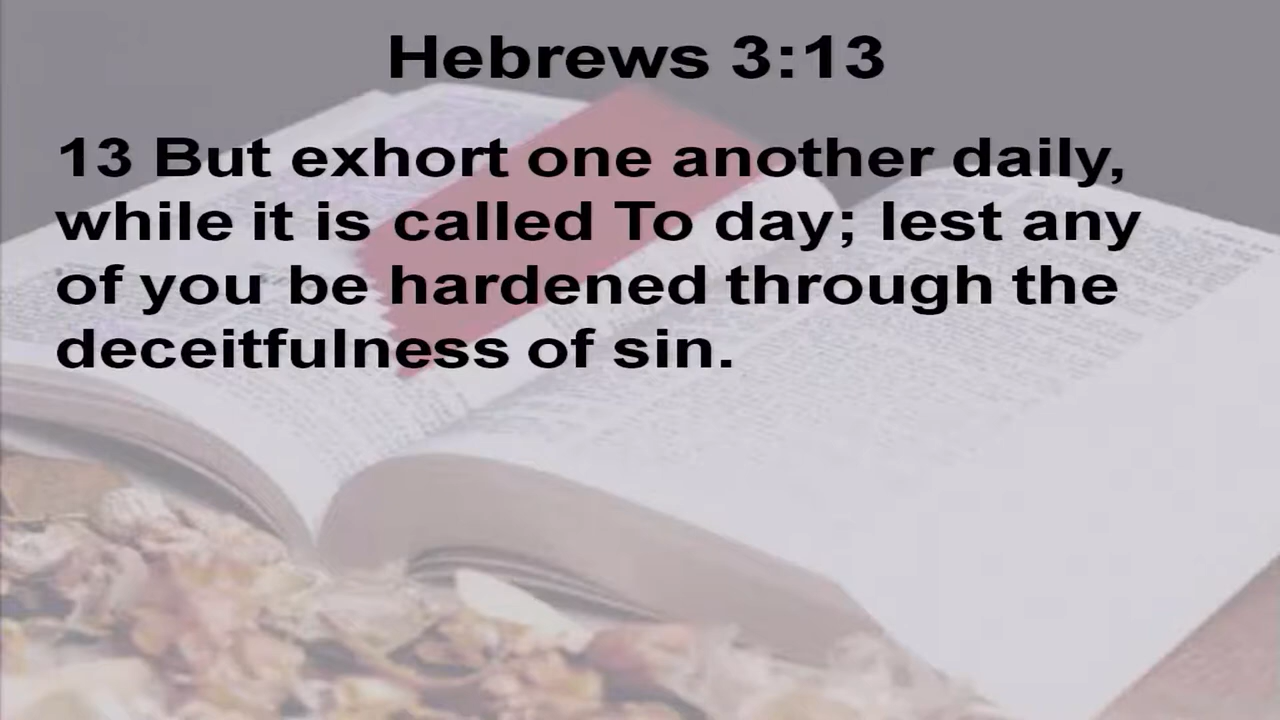 Hebrews 3:13
13 But exhort one another daily,
while it is called To day; lest any
of you be hardened through the
deceitfulness of sin.